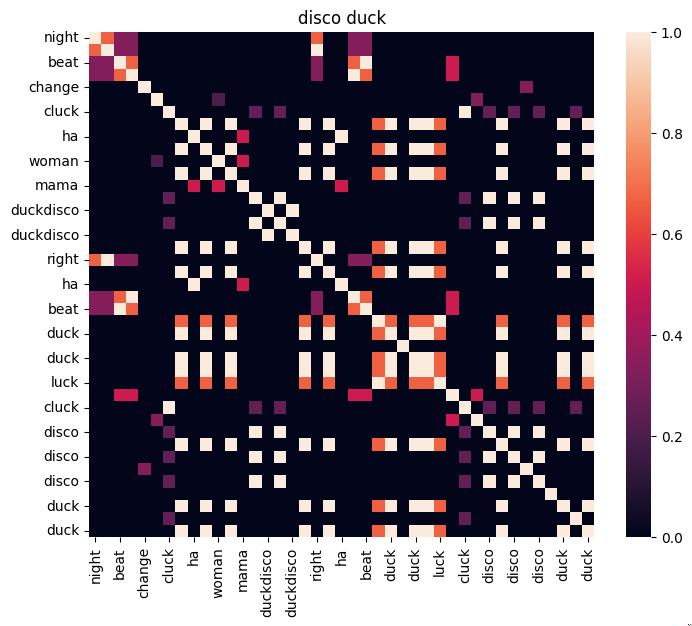 disco duck
night
beat
change
cluck
ha
woman
mama
duckdisco
duckdisco
right
ha
beat
duck
duck
luck
cluck
disco
disco
disco
duck
duck
1.0
0.8
0.6
0.4
0.2
0.0
night
beat
change
cluck
ha
woman
mama
duckdisco
duckdisco
right
ha
beat
duck
duck
luck
cluck
disco
disco
disco
duck
duck